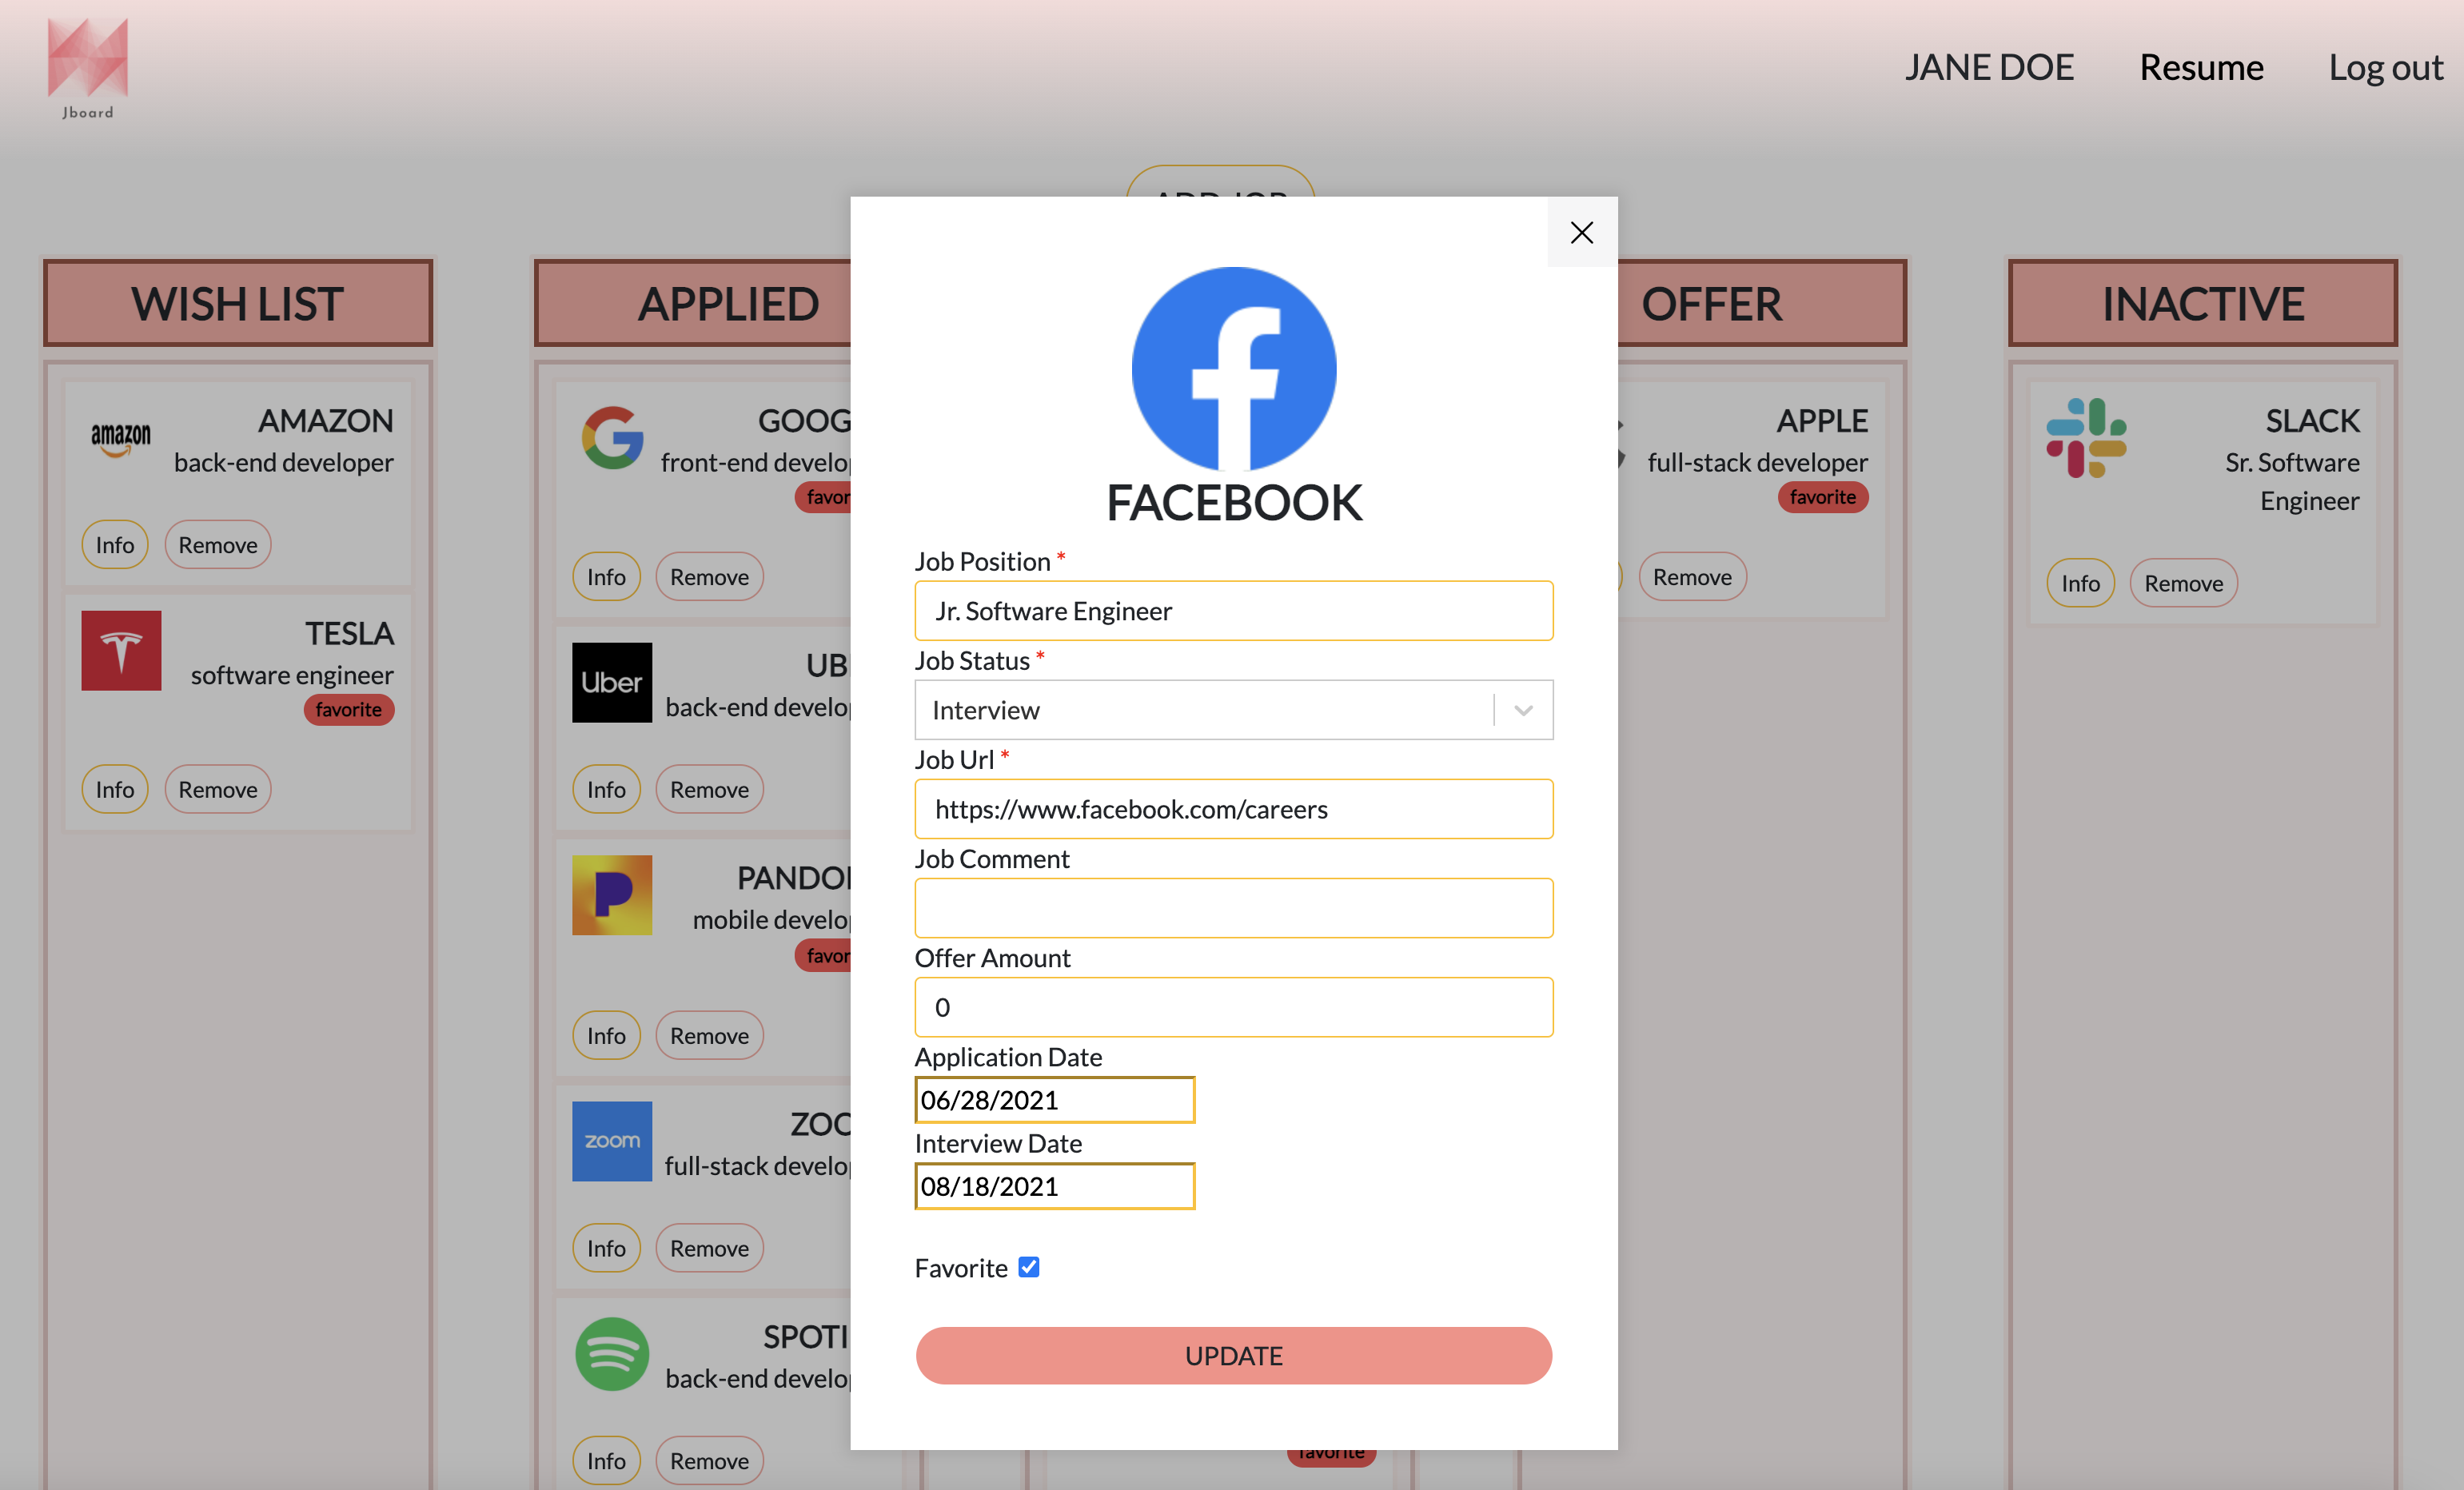 Jboard
JANE DOE
Resume
Log out
WISH LIST
AMAZON
amazon
back-end developer
Info
Remove
TESLA
software engineer
favorite
Info
Remove
APPLIED
GOOG
front-end develo
favor
Info
Remove
Uber
UB
back-end develo
Info
Remove
PANDO
mobile develo
favor
Info
Remove
zoom
ZOO
full-stack develo
Info
Remove
SPOTI
back-end develo
Info
Remove
FACEBOOK
Job Position *
Jr. Software Engineer
Job Status *
Interview
Job Url *
https://www.facebook.com/careers
Job Comment
Offer Amount
0
Application Date
06/28/2021
Interview Date
08/18/2021
Favorite
UPDATE
favorite
OFFER
APPLE
full-stack developer
favorite
Remove
INACTIVE
SLACK
Sr. Software
Engineer
Info
Remove